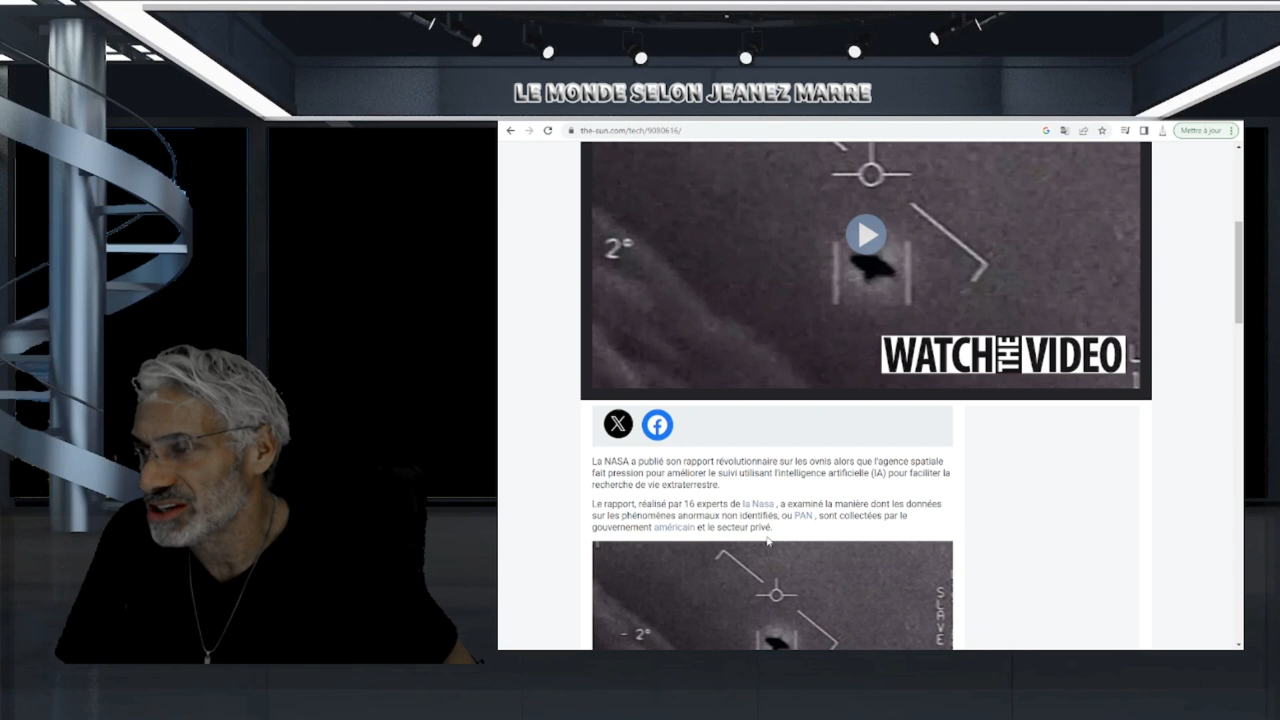 LE MONDE SELON JEANEZ MARRE
the-sun.com/tech/9080616/
Mettre à jour
2°
WATCH THE VIDEO
La NASA a publié son rapport révolutionnaire sur les ovnis alors que l'agence spatiale
fait pression pour améliorer le suivi utilisant l'intelligence artificielle (IA) pour faciliter la
recherche de vie extraterrestre.
Le rapport, réalisé par 16 experts de la Nasa , a examiné la manière dont les données
sur les phénomènes anormaux non identifiés, ou PAN , sont collectées par le
gouvernement américain et le secteur privé.
- 2°
SLAVE